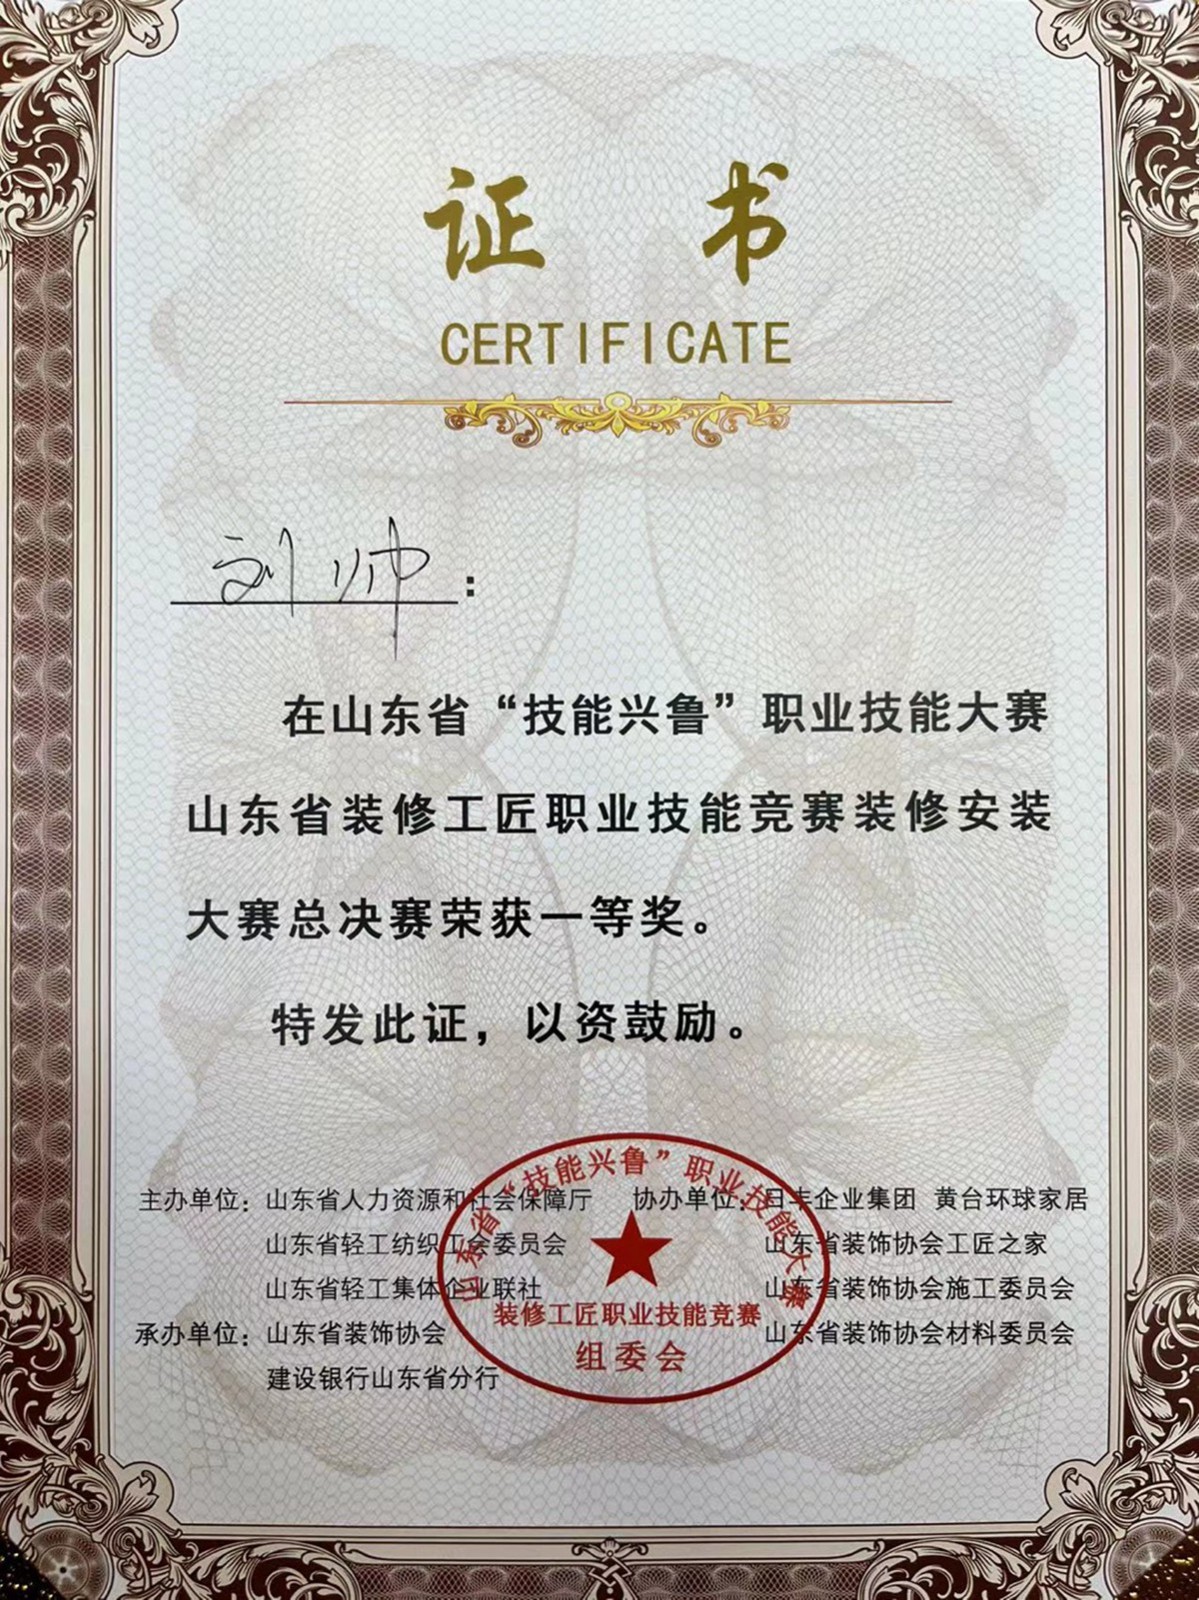 证 书
CERTIFICATE
刘帅：
在山东省“技能兴鲁”职业技能大赛
山东省装修工匠职业技能竞赛装修安装
大赛总决赛荣获一等奖。
特发此证，以资鼓励。
主办单位：山东省人力资源和社会保障厅 协办单位：日丰企业集团 黄台环球家居
山东省轻工纺织工会委员会 山东省装饰协会工匠之家
山东省轻工集体企业联社 山东省装饰协会施工委员会
承办单位：山东省装饰协会 山东省装饰协会材料委员会
建设银行山东省分行
山东省“技能兴鲁”职业技能大赛
装修工匠职业技能竞赛
组委会